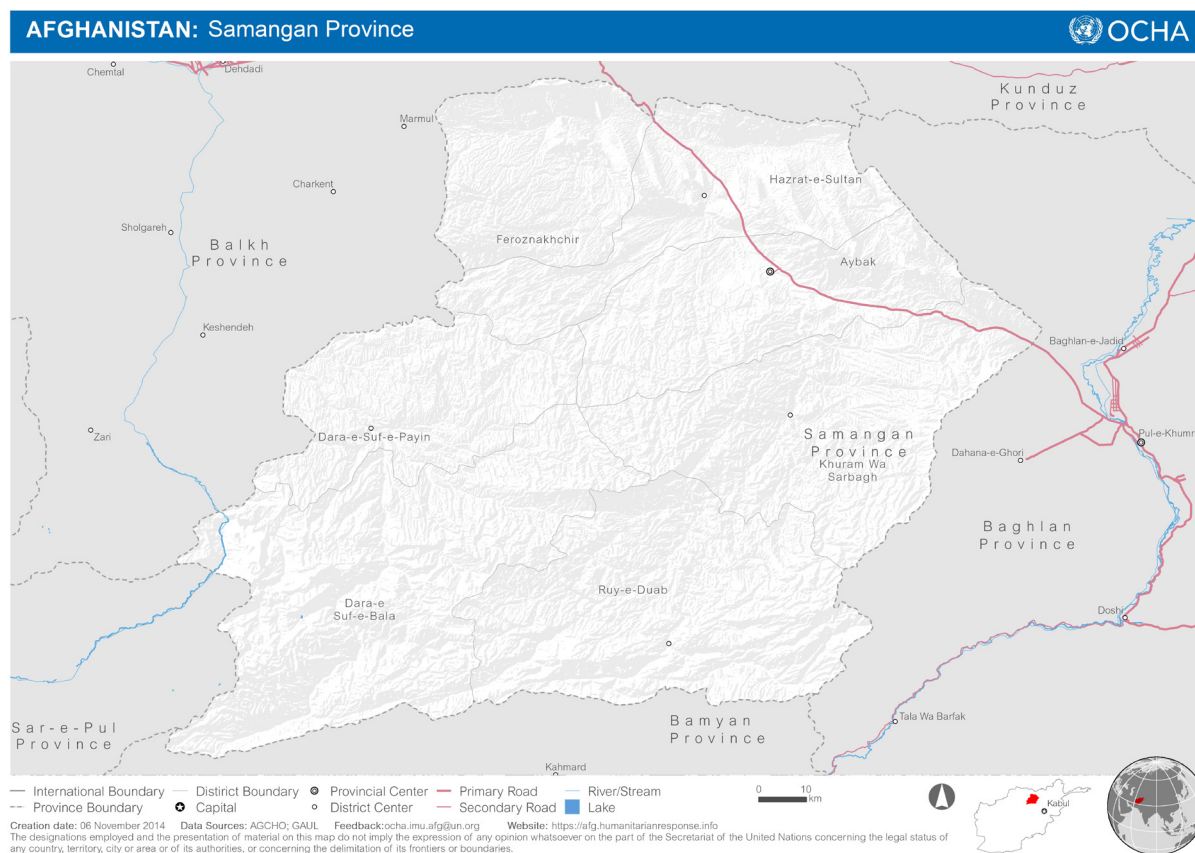 AFGHANISTAN: Samangan Province
OCHA
Chemtal
Dehdadi
Kunduz
Province
Marmul
Charkent
Hazrat-e-Sultan
Sholgareh
Balkh
Province
Feroznakhchir
Aybak
Keshendeh
Baghlan-e-Jadid
Zari
Dara-e-Suf-e-Payin
Samangan
Province
Khuram Wa
Sarbagh
Pul-e-Khumr
Dahana-e-Ghori
Baghlan
Province
Ruy-e-Duab
Dara-e
Suf-e-Bala
Doshi
Sar-e-Pul
Province
Bamyan
Province
Tala Wa Barfak
Kahmard
International Boundary
District Boundary
Provincial Center
Primary Road
River/Stream
0 10
km
Province Boundary
Capital
District Center
Secondary Road
Lake
Kabul
Creation date: 06 November 2014 Data Sources: AGCHO; GAUL Feedback:ocha.imu.afg@un.org Website: https://afg.humanitarianresponse.info
The designations employed and the presentation of material on this map do not imply the expression of any opinion whatsoever on the part of the Secretariat of the United Nations concerning the legal status of
any country, territory, city or area or of its authorities, or concerning the delimitation of its frontiers or boundaries.